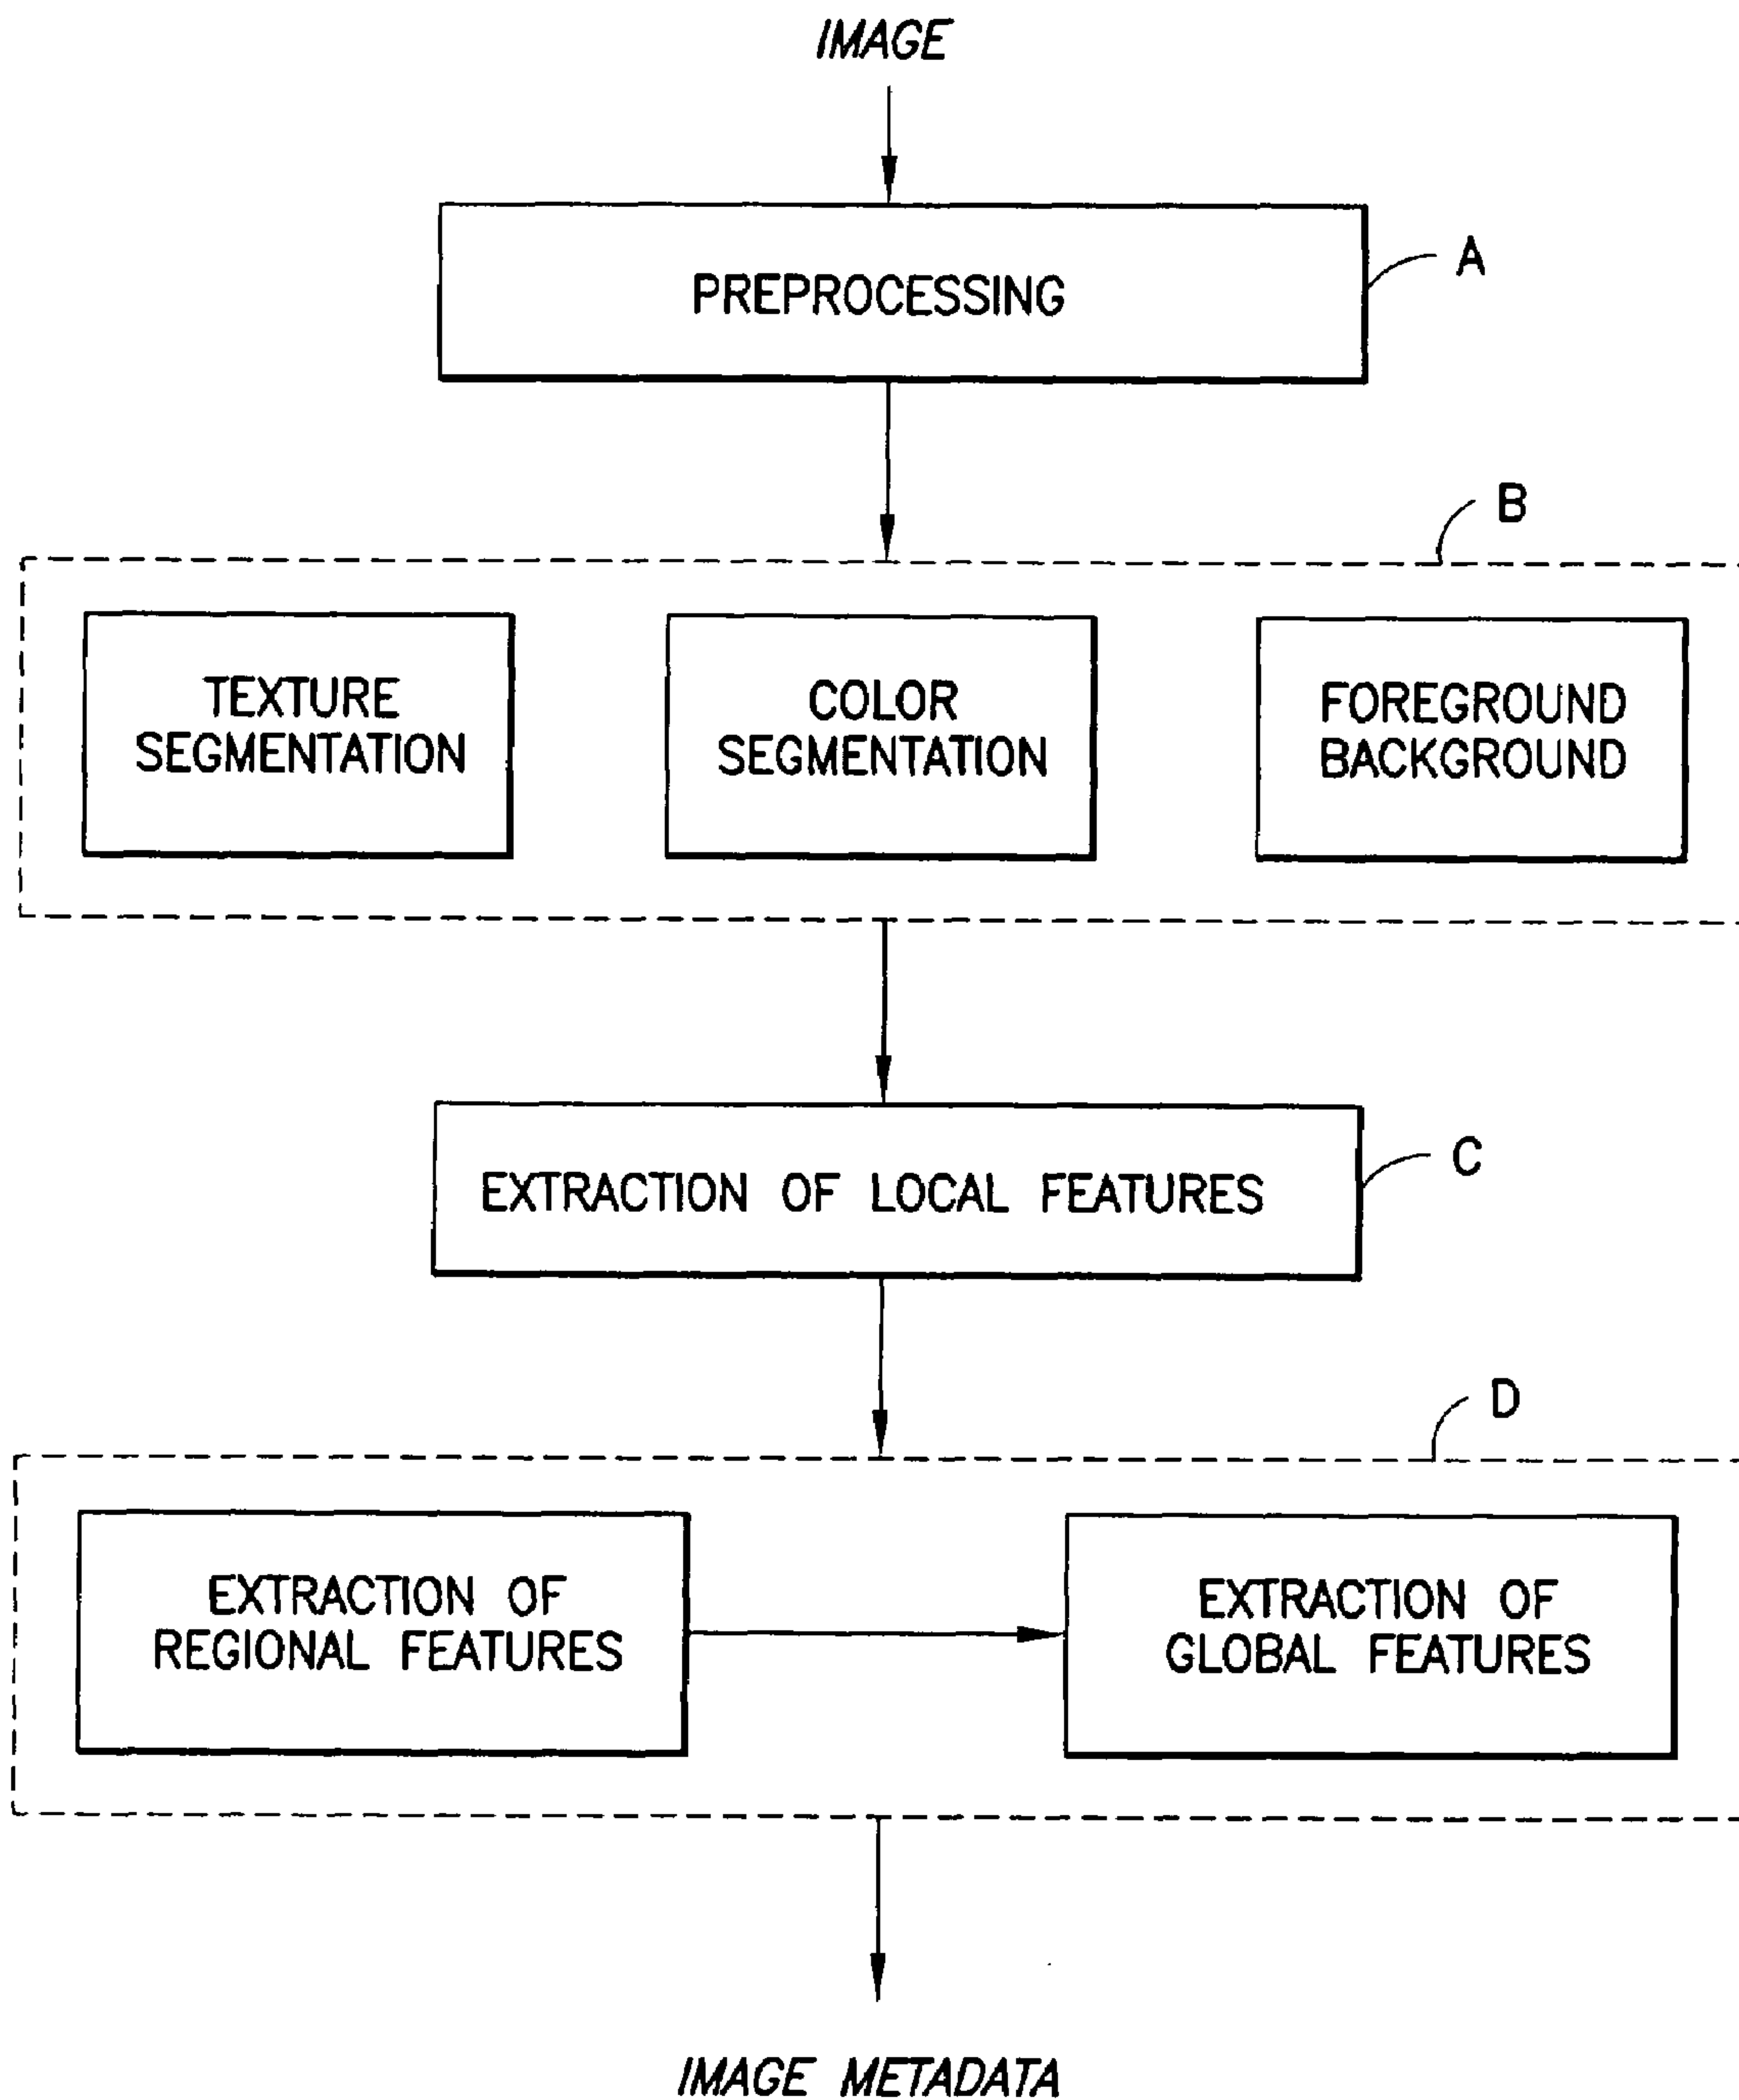 IMAGE
PREPROCESSING
A
B
TEXTURE
SEGMENTATION
COLOR
SEGMENTATION
FOREGROUND
BACKGROUND
EXTRACTION OF LOCAL FEATURES
C
D
EXTRACTION OF
REGIONAL FEATURES
EXTRACTION OF
GLOBAL FEATURES
IMAGE METADATA